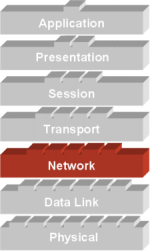 Application
Presentation
Session
Transport
Network
Data Link
Physical